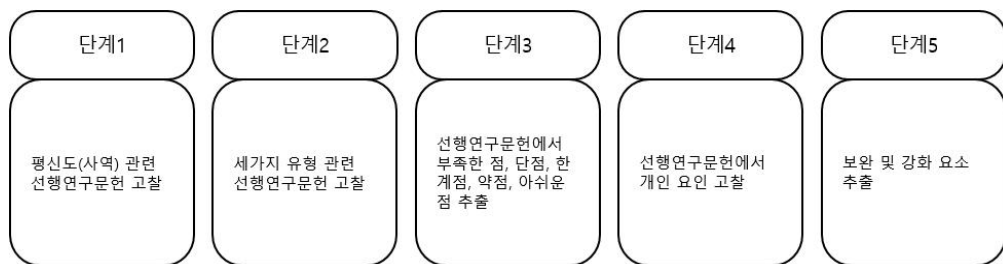 단계1
단계2
단계3
단계4
단계5
평신도(사역) 관련
선행연구문헌 고찰
세가지 유형 관련
선행연구문헌 고찰
선행연구문헌에서
부족한 점, 단점, 한
계점, 약점, 아쉬운
점 추출
선행연구문헌에서
개인 요인 고찰
보완 및 강화 요소
추출